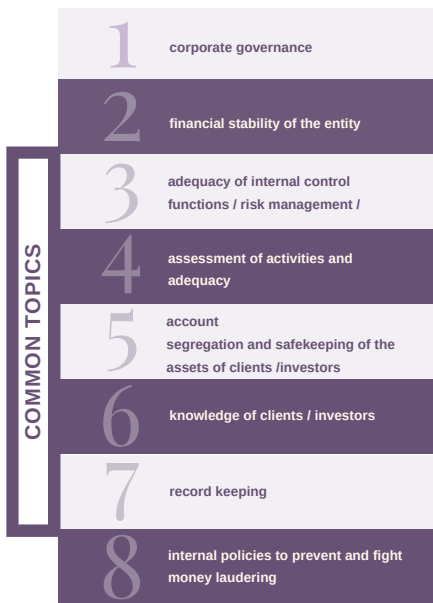 COMMON TOPICS
1
corporate governance
2
financial stability of the entity
3
adequacy of internal control
functions / risk management /
4
assessment of activities and
adequacy
5
account
segregation and safekeeping of the
assets of clients /investors
6
knowledge of clients / investors
7
record keeping
8
internal policies to prevent and fight
money laudering